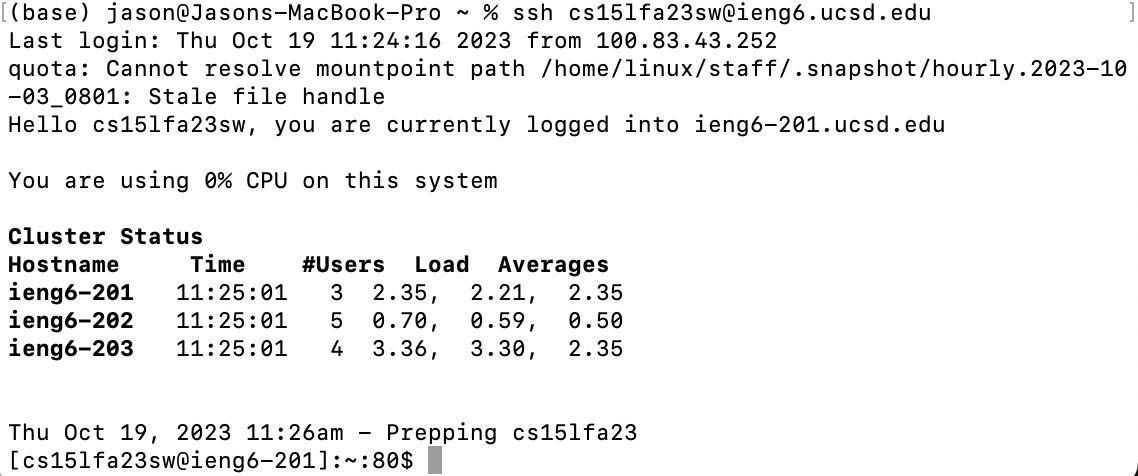 [(base) jason@Jasons-MacBook-Pro ~ % ssh cs15lfa23sw@ieng6.ucsd.edu ]
Last login: Thu Oct 19 11:24:16 2023 from 100.83.43.252
quota: Cannot resolve mountpoint path /home/linux/staff/.snapshot/hourly.2023-10
-03_0801: Stale file handle
Hello cs15lfa23sw, you are currently logged into ieng6-201.ucsd.edu
You are using 0% CPU on this system
Cluster Status
Hostname Time #Users Load Averages
ieng6-201 11:25:01 3 2.35, 2.21, 2.35
ieng6-202 11:25:01 5 0.70, 0.59, 0.50
ieng6-203 11:25:01 4 3.36, 3.30, 2.35
Thu Oct 19, 2023 11:26am - Prepping cs15lfa23
[cs15lfa23sw@ieng6-201]:~:80$